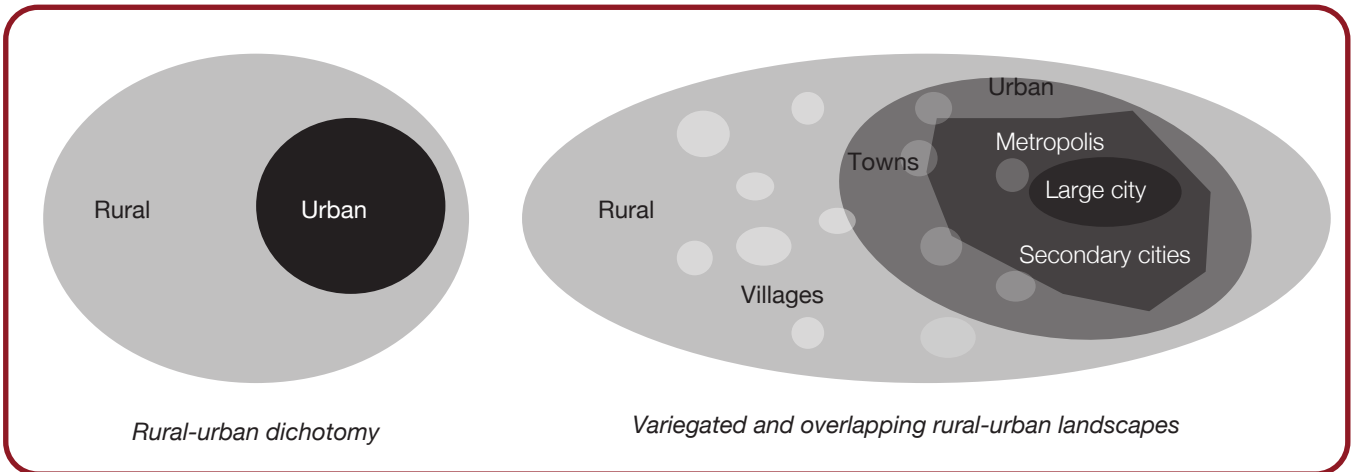 Rural
Urban
Rural-urban dichotomy
Urban
Metropolis
Towns
Large city
Rural
Secondary cities
Villages
Variegated and overlapping rural-urban landscapes